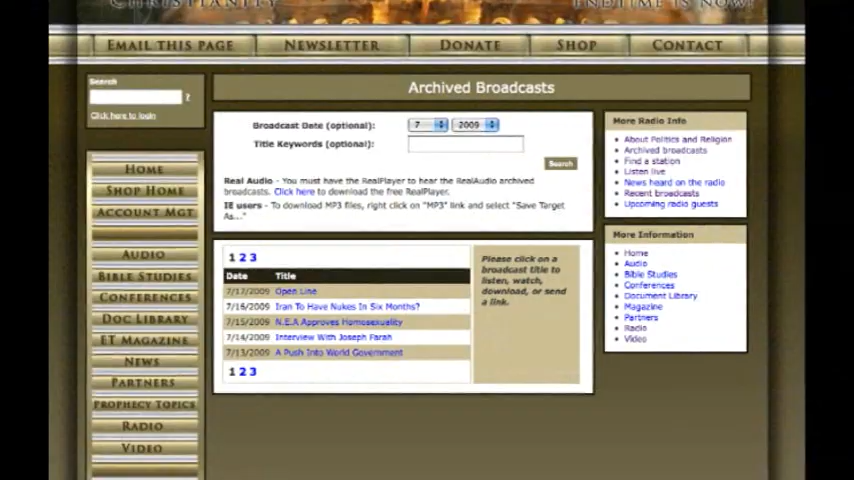 CHRISTIANITY
ENDTIME IS NOW!
EMAIL THIS PAGE
NEWSLETTER
DONATE
SHOP
CONTACT
Search
?
Click here to login
HOME
SHOP HOME
ACCOUNT MGT
AUDIO
BIBLE STUDIES
CONFERENCES
DOC LIBRARY
ET MAGAZINE
NEWS
PARTNERS
PROPHECY TOPICS
RADIO
VIDEO
Archived Broadcasts
Broadcast Date (optional): 7 2009
Title Keywords (optional):
Search
Real Audio - You must have the RealPlayer to hear the RealAudio archived
broadcasts. Click here to download the free RealPlayer.
IE users - To download MP3 files, right click on "MP3" link and select "Save Target
As..."
1 2 3
Date Title
7/17/2009 Open Line
7/16/2009 Iran To Have Nukes In Six Months?
7/15/2009 N.E.A Approves Homosexuality
7/14/2009 Interview With Joseph Farah
7/13/2009 A Push Into World Government
1 2 3
Please click on a
broadcast title to
listen, watch,
download, or send
a link.
More Radio Info
About Politics and Religion
Archived broadcasts
Find a station
Listen live
News heard on the radio
Recent broadcasts
Upcoming radio guests
More Information
Home
Audio
Bible Studies
Conferences
Document Library
Magazine
Partners
Radio
Video